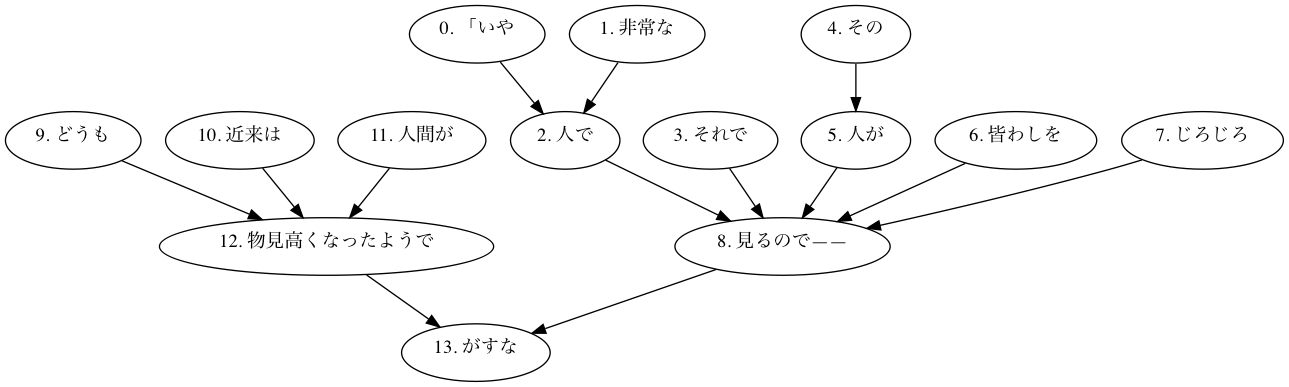 0. 「いや
1. 非常な
4. その
9. どうも
10. 近来は
11. 人間が
2. 人で
3. それで
5. 人が
6. 皆わしを
7. じろじろ
12. 物見高くなったようで
8. 見るので——
13. がすな